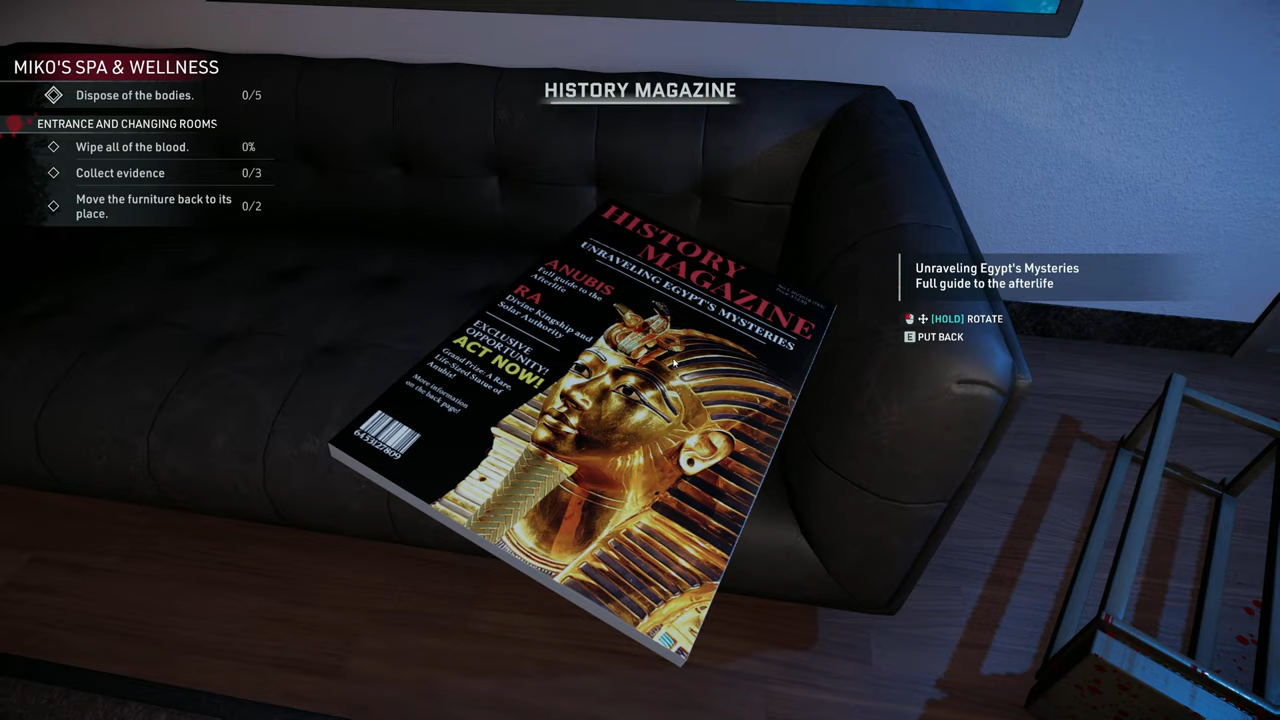 MIKO'S SPA & WELLNESS
Dispose of the bodies. 0/5
ENTRANCE AND CHANGING ROOMS
Wipe all of the blood. 0%
Collect evidence 0/3
Move the furniture back to its
place. 0/2
HISTORY MAGAZINE
HISTORY
MAGAZINE
UNRAVELING EGYPT'S MYSTERIES
ANUBIS
Full guide to the
Afterlife
RA
Divine Kingship and
Solar Authority
EXCLUSIVE
OPPORTUNITY!
ACT NOW!
Grand Prize: A Rare,
Life-Sized Statue of
Anubis!
More information
on the back page!
6453127809
Unraveling Egypt's Mysteries
Full guide to the afterlife
[HOLD] ROTATE
E PUT BACK